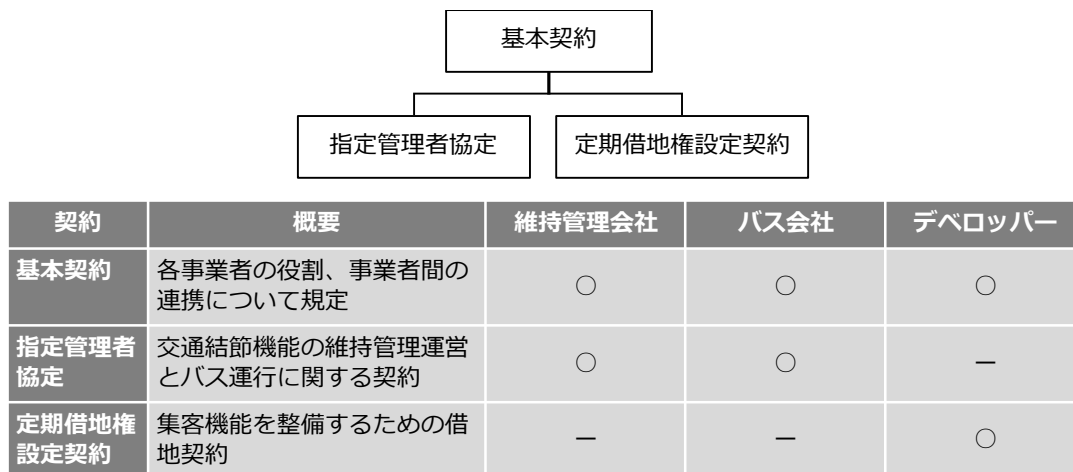 基本契約
指定管理者協定
定期借地権設定契約
契約 概要 維持管理会社 バス会社 デベロッパー
基本契約 各事業者の役割、事業者間の
連携について規定 ○ ○ ○
指定管理者
協定 交通結節機能の維持管理運営
とバス運行に関する契約 ○ ○ ー
定期借地権
設定契約 集客機能を整備するための借
地契約 ー ー ○